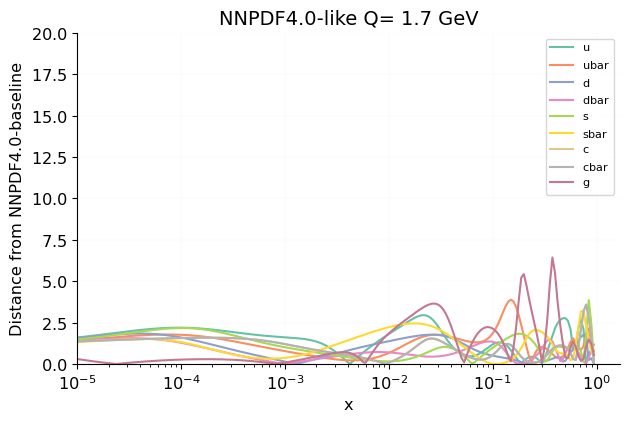 NNPDF4.0-like Q= 1.7 GeV
Distance from NNPDF4.0-baseline
20.0
17.5
15.0
12.5
10.0
7.5
5.0
2.5
0.0
u
ubar
d
dbar
s
sbar
c
cbar
g
10⁻⁵
10⁻⁴
10⁻³
10⁻²
10⁻¹
10⁰
x